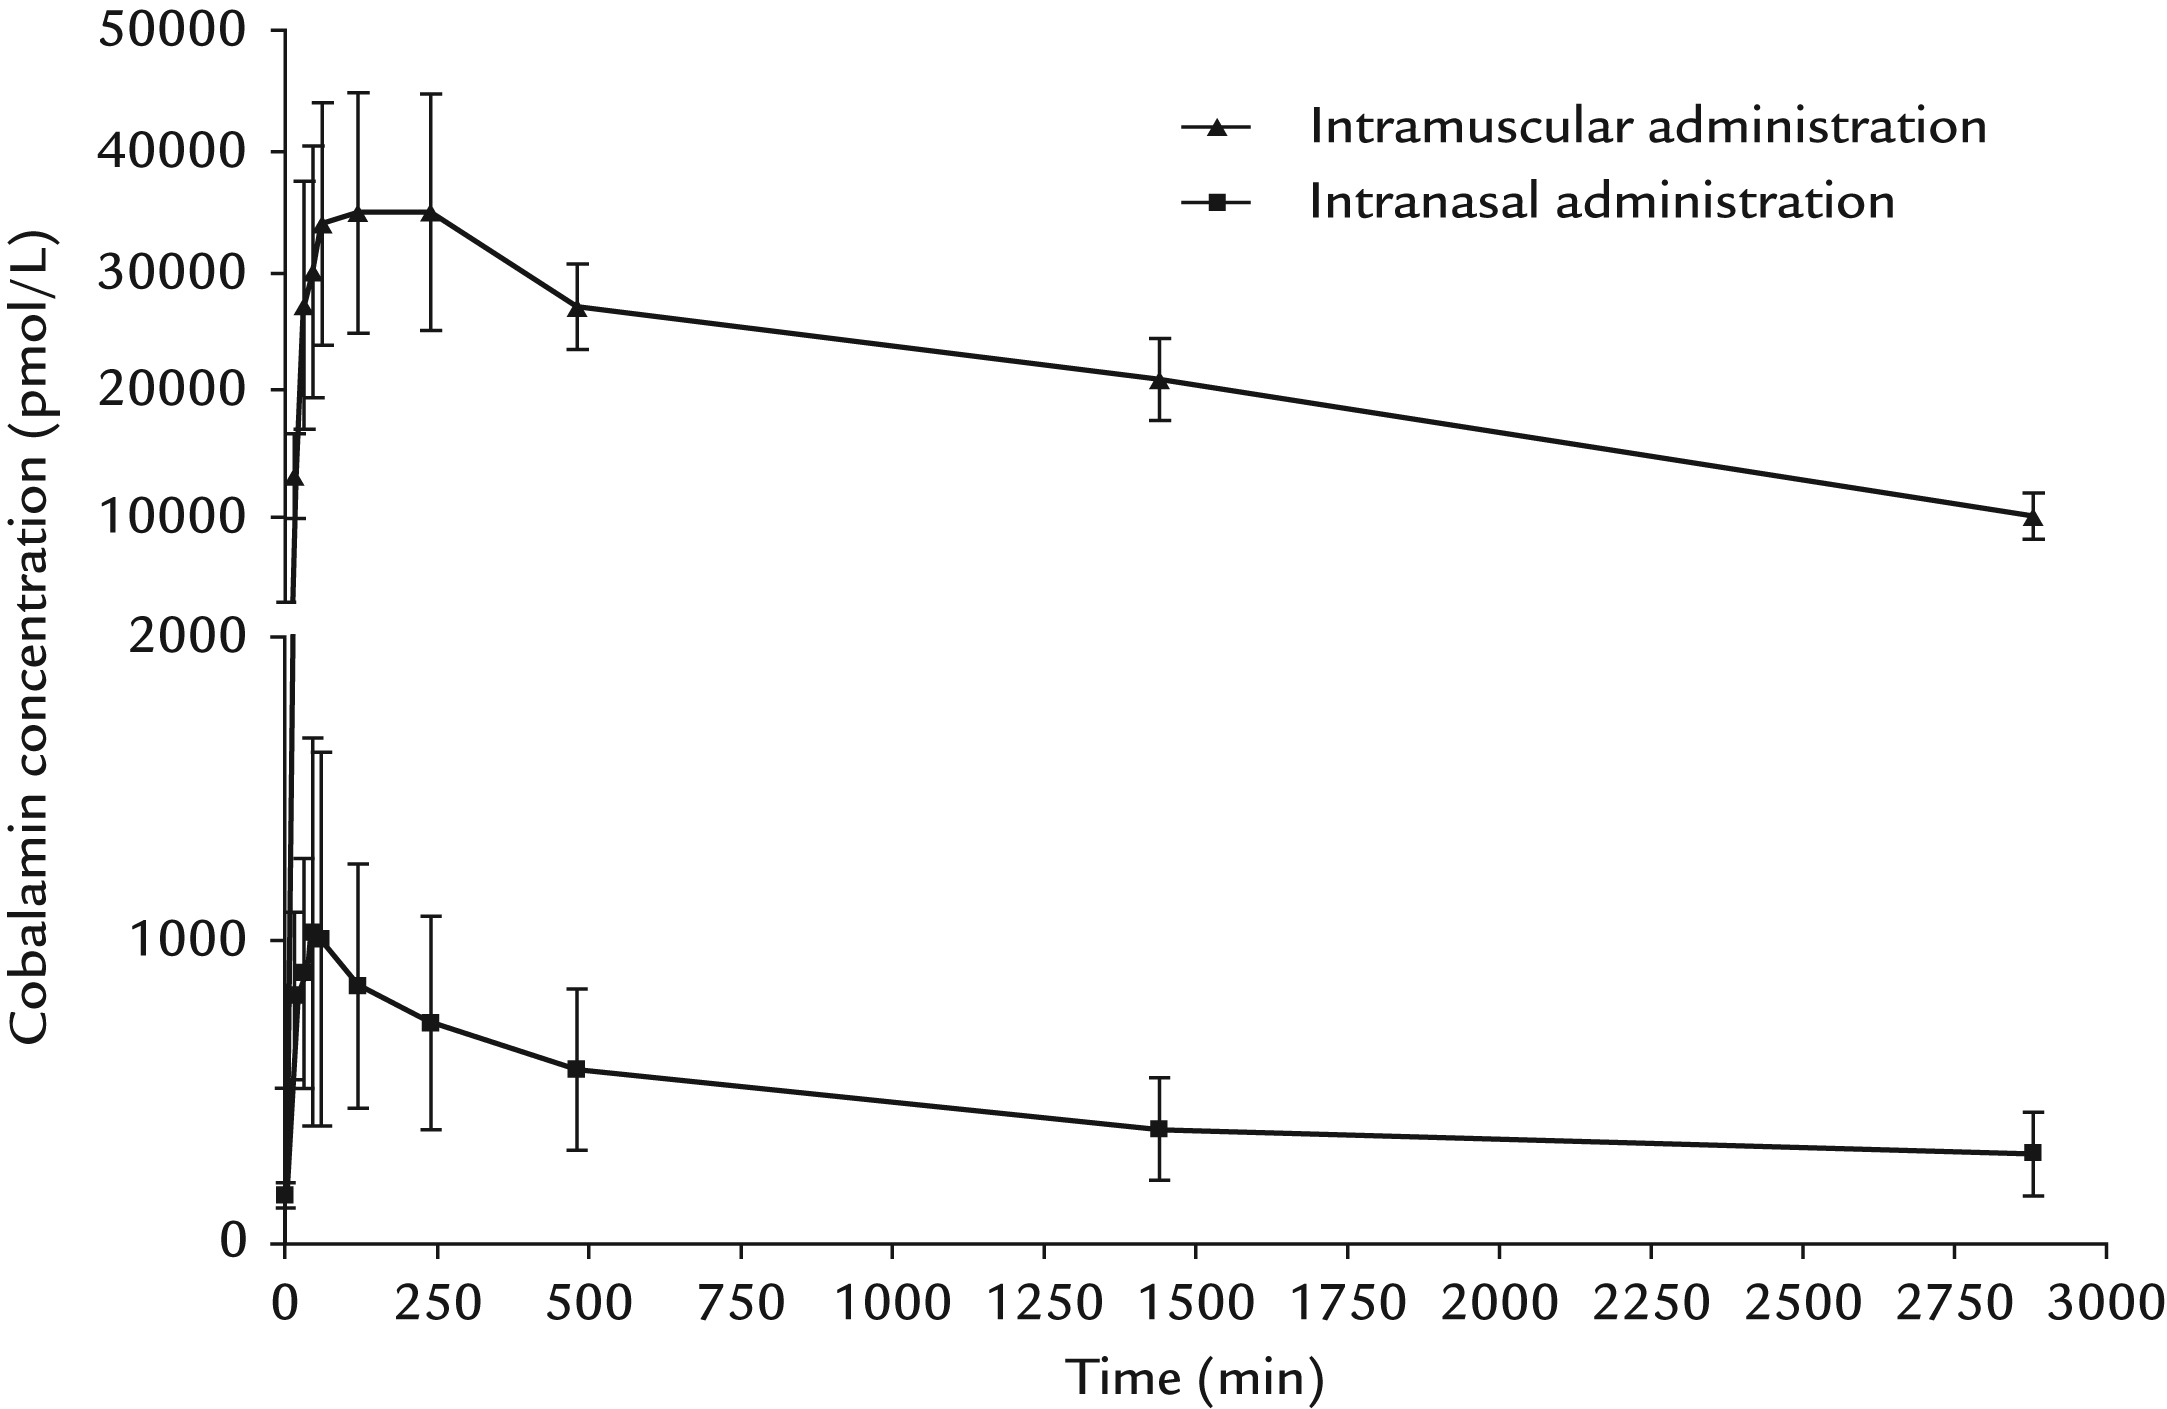 50000
40000
30000
20000
10000
2000
1000
0
Cobalamin concentration (pmol/L)
Intramuscular administration
Intranasal administration
0 250 500 750 1000 1250 1500 1750 2000 2250 2500 2750 3000
Time (min)